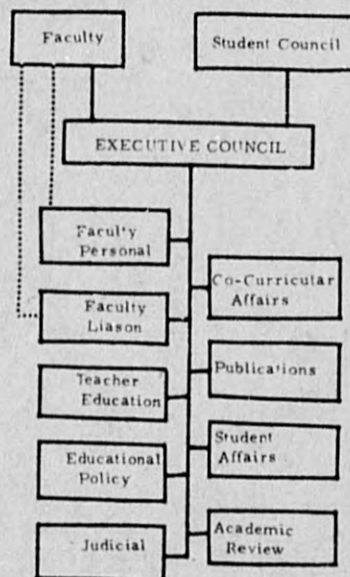 Faculty
Student Council
EXECUTIVE COUNCIL
Faculty
Personal
Co-Curricular
Affairs
Faculty
Liason
Publications
Teacher
Education
Student
Affairs
Educational
Policy
Academic
Review
Judicial